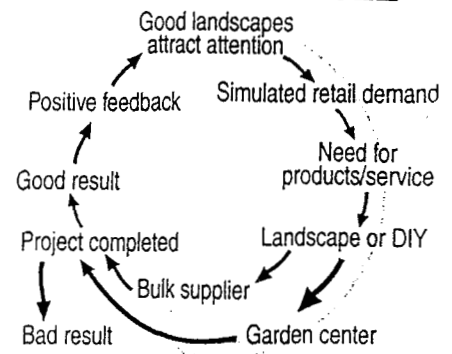 Good landscapes
attract attention
Simulated retail demand
Need for
products/service
Landscape or DIY
Garden center
Bulk supplier
Project completed
Bad result
Good result
Positive feedback